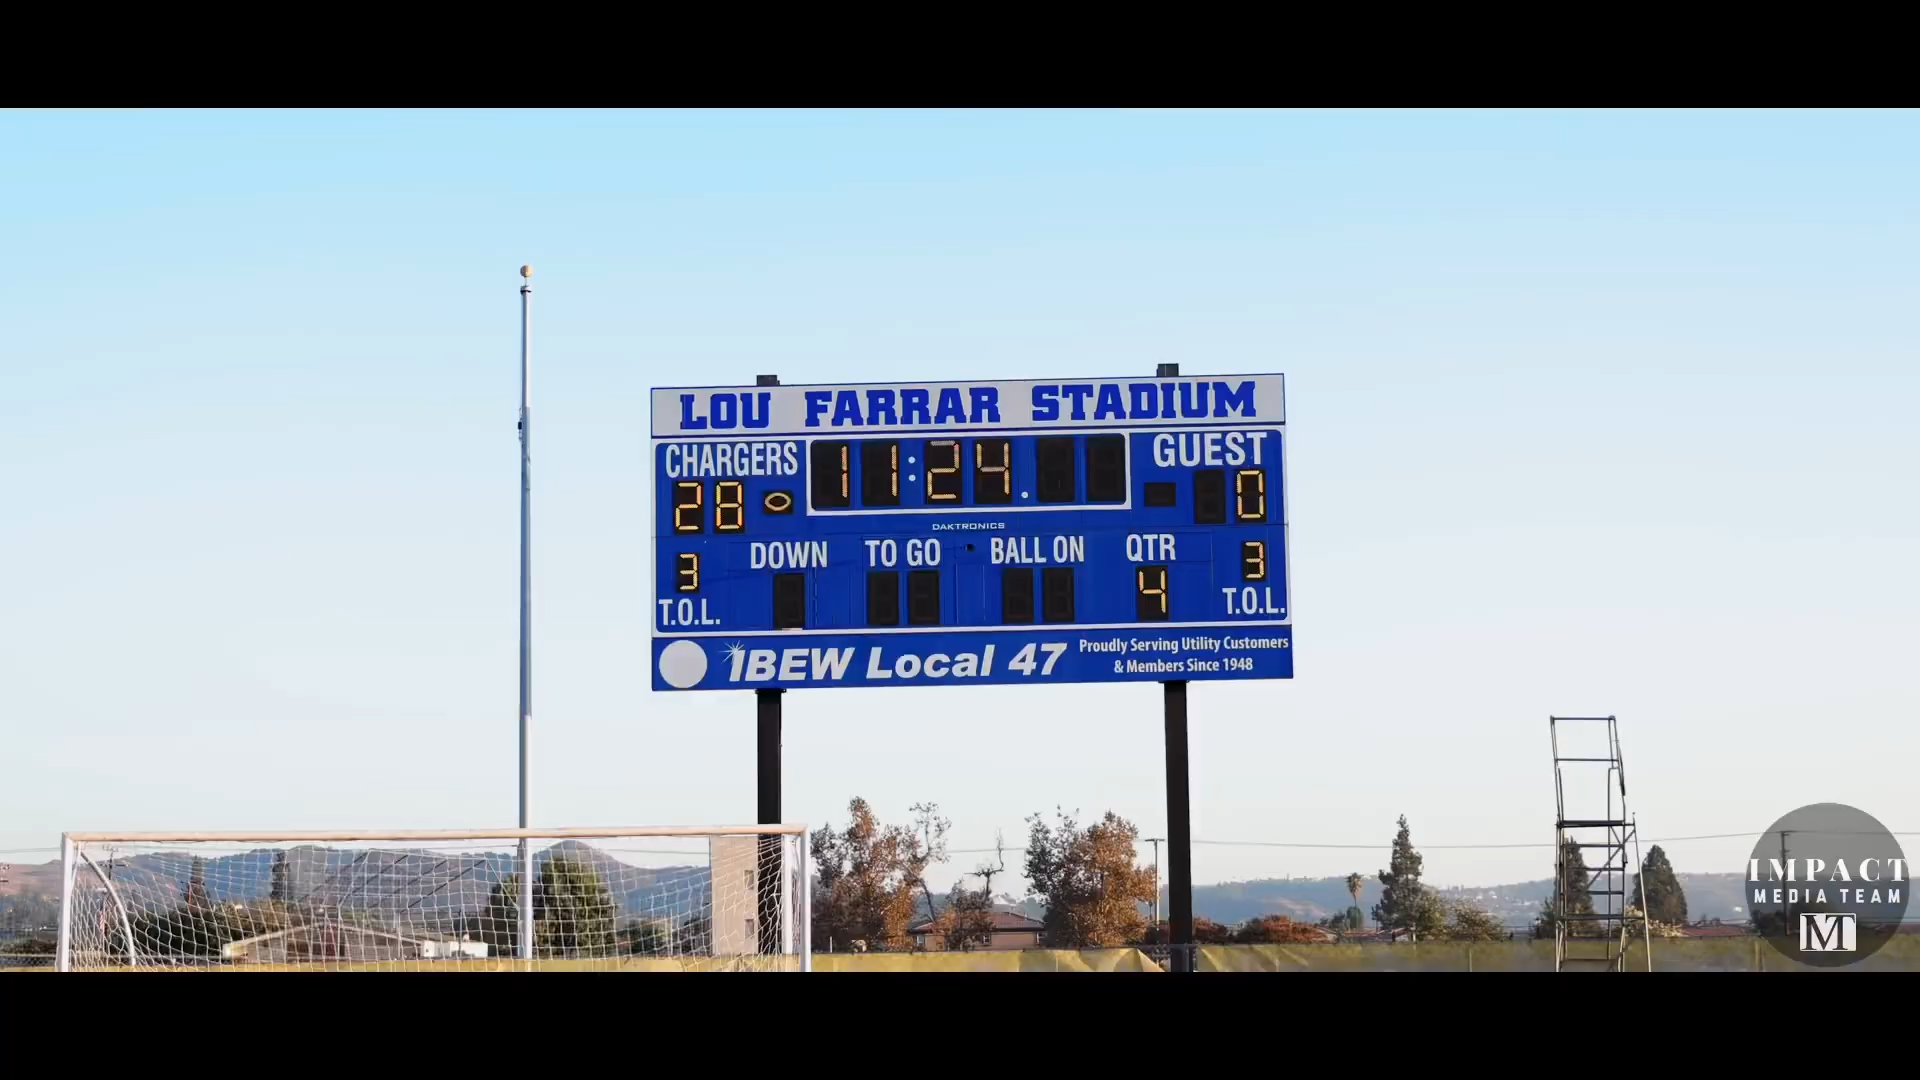 LOU FARRAR STADIUM
CHARGERS 11:24. GUEST
28 0
DAKTRONICS
DOWN TO GO BALL ON QTR
3 4 3
T.O.L. T.O.L.
IBEW Local 47
Proudly Serving Utility Customers
& Members Since 1948
IMPACT
MEDIA TEAM
M